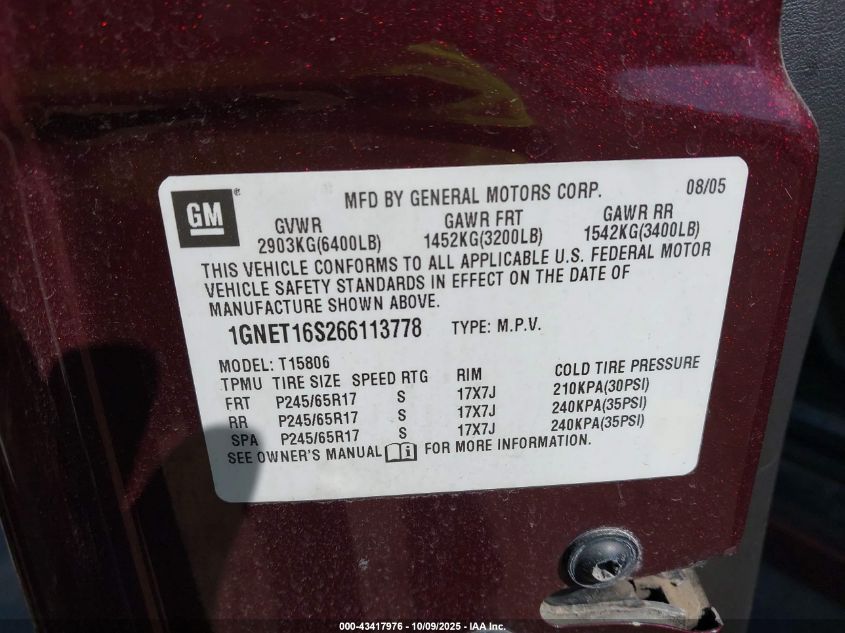 GM ® MFD BY GENERAL MOTORS CORP. 08/05
GVWR GAWR FRT GAWR RR
2903KG(6400LB) 1452KG(3200LB) 1542KG(3400LB)
THIS VEHICLE CONFORMS TO ALL APPLICABLE U.S. FEDERAL MOTOR
VEHICLE SAFETY STANDARDS IN EFFECT ON THE DATE OF
MANUFACTURE SHOWN ABOVE.
1GNET16S266113778 TYPE: M.P.V.
MODEL: T15806
TPMU TIRE SIZE SPEED RTG RIM COLD TIRE PRESSURE
FRT P245/65R17 S 17X7J 210KPA(30PSI)
RR P245/65R17 S 17X7J 240KPA(35PSI)
SPA P245/65R17 S 17X7J 240KPA(35PSI)
SEE OWNER'S MANUAL FOR MORE INFORMATION.
000-43417976 - 10/09/2025 - IAA Inc.